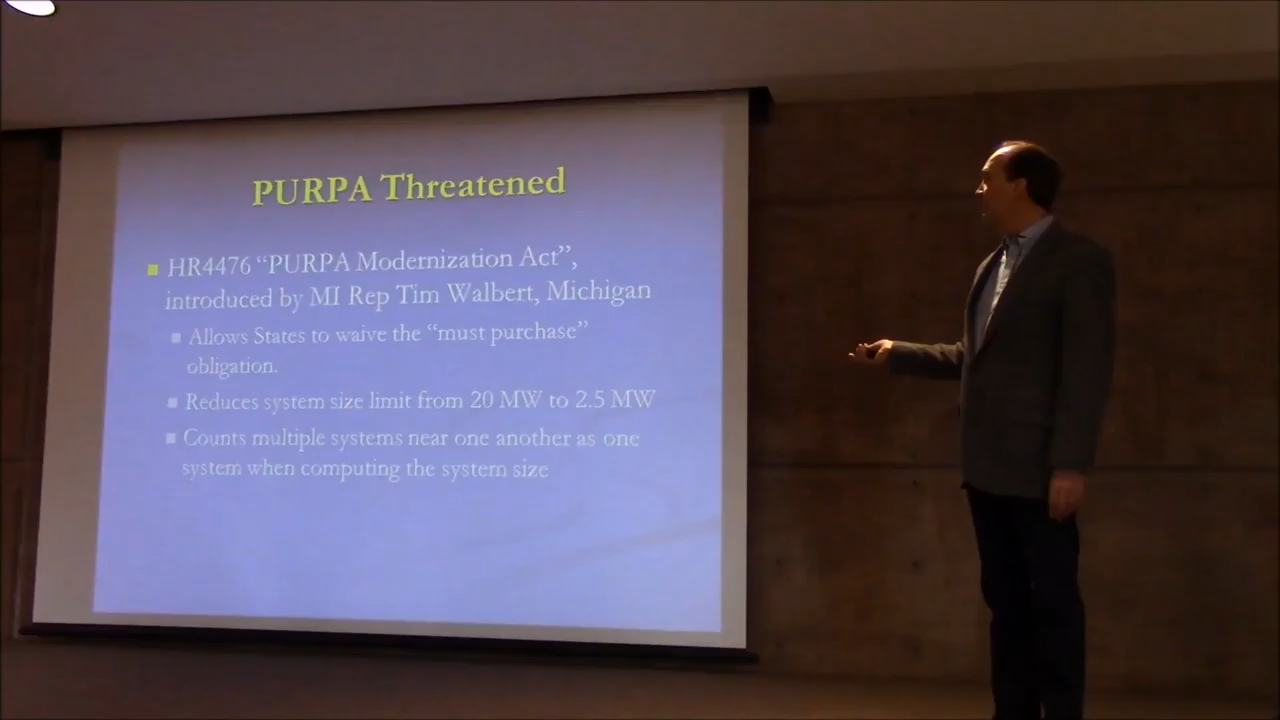 PURPA Threatened
HR4476 “PURPA Modernization Act”,
introduced by MI Rep Tim Walbert, Michigan
Allows States to waive the “must purchase”
obligation.
Reduces system size limit from 20 MW to 2.5 MW
Counts multiple systems near one another as one
system when computing the system size